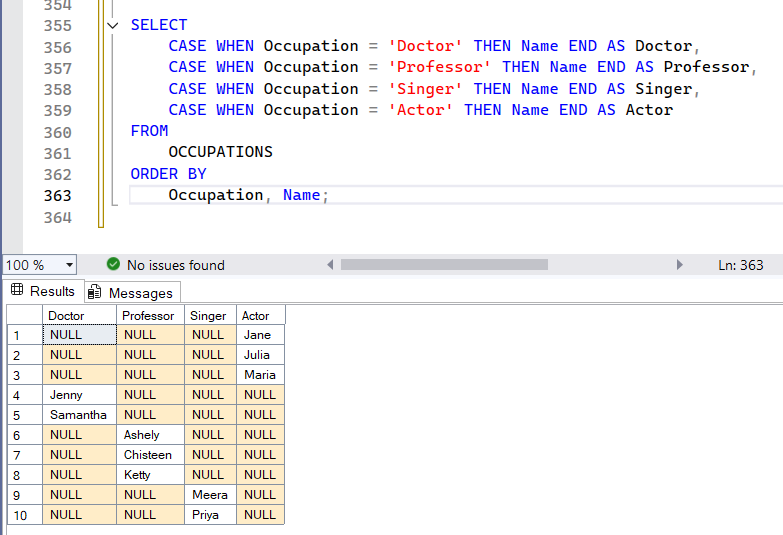 354
355 SELECT
356 CASE WHEN Occupation = 'Doctor' THEN Name END AS Doctor,
357 CASE WHEN Occupation = 'Professor' THEN Name END AS Professor,
358 CASE WHEN Occupation = 'Singer' THEN Name END AS Singer,
359 CASE WHEN Occupation = 'Actor' THEN Name END AS Actor
360 FROM
361 OCCUPATIONS
362 ORDER BY
363 Occupation, Name;
364
100 % No issues found Ln: 363
Results Messages
Doctor Professor Singer Actor
1 NULL NULL NULL Jane
2 NULL NULL NULL Julia
3 NULL NULL NULL Maria
4 Jenny NULL NULL NULL
5 Samantha NULL NULL NULL
6 NULL Ashely NULL NULL
7 NULL Chisteen NULL NULL
8 NULL Ketty NULL NULL
9 NULL NULL Meera NULL
10 NULL NULL Priya NULL